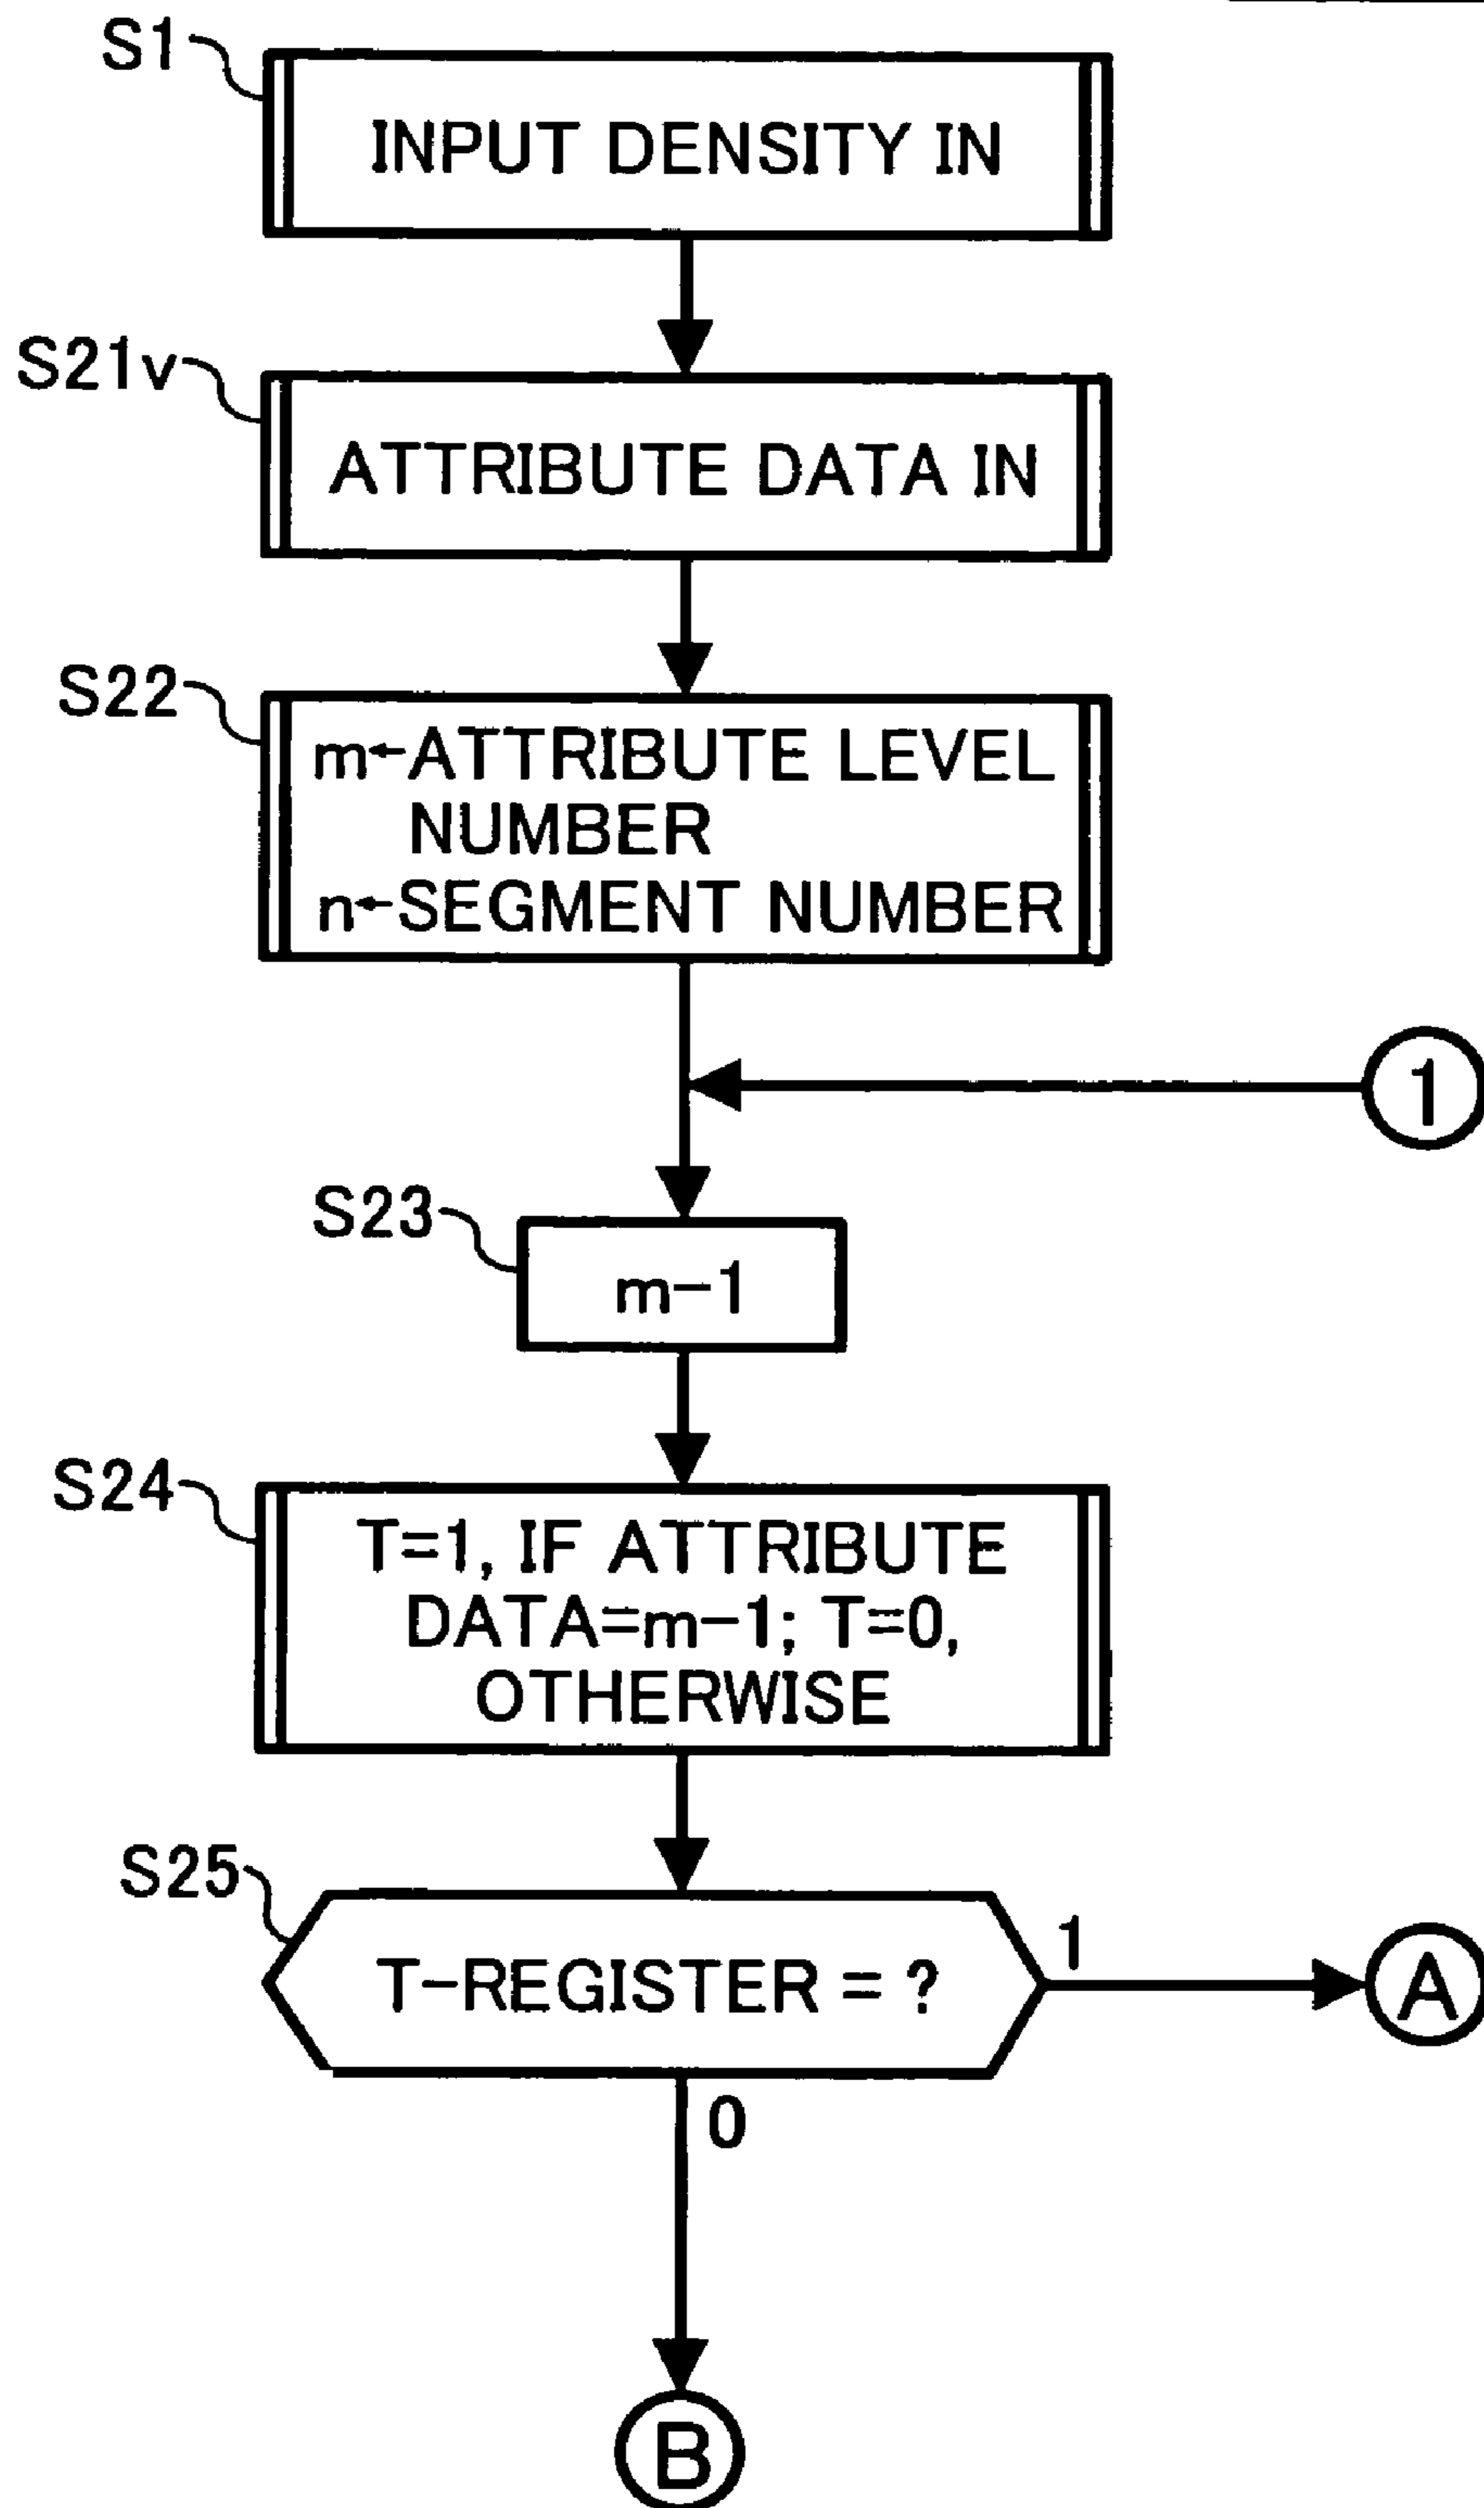 S1
INPUT DENSITY IN
S21v
ATTRIBUTE DATA IN
S22
m←ATTRIBUTE LEVEL
NUMBER
n←SEGMENT NUMBER
1
S23
m-1
S24
T=1, IF ATTRIBUTE
DATA=m-1; T=0,
OTHERWISE
S25
T-REGISTER = ?
1
A
0
B